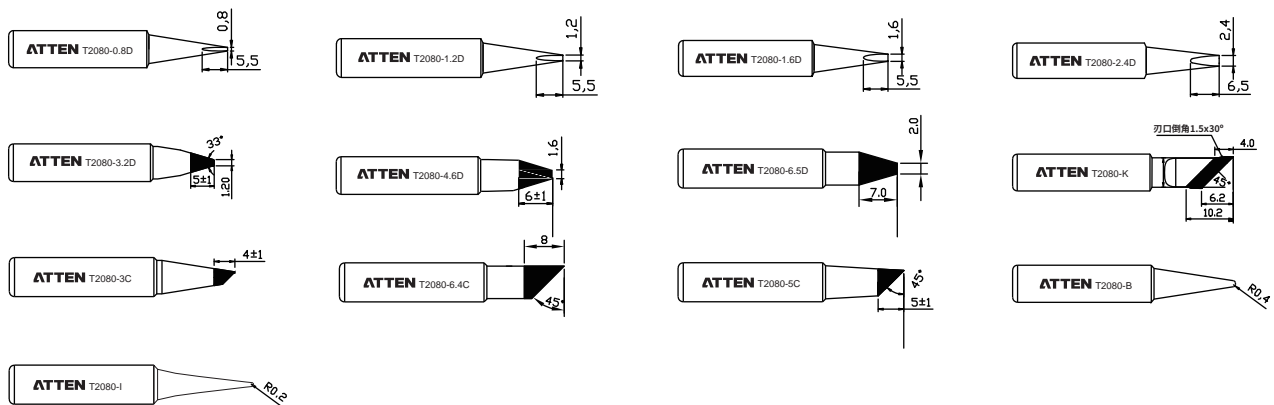 0,8
ATTEN T2080-0.8D
5,5
1,2
ATTEN T2080-1.2D
5,5
1,6
ATTEN T2080-1.6D
5,5
2,4
ATTEN T2080-2.4D
6,5
33°
ATTEN T2080-3.2D
5±1
1.20
1,6
ATTEN T2080-4.6D
6±1
2.0
ATTEN T2080-6.5D
7.0
刃口倒角1.5x30°
4.0
ATTEN T2080-K
45°
6.2
10.2
4±1
ATTEN T2080-3C
8
ATTEN T2080-6.4C
45°
ATTEN T2080-5C
45°
5±1
ATTEN T2080-B
R0,4
ATTEN T2080-I
R0.2